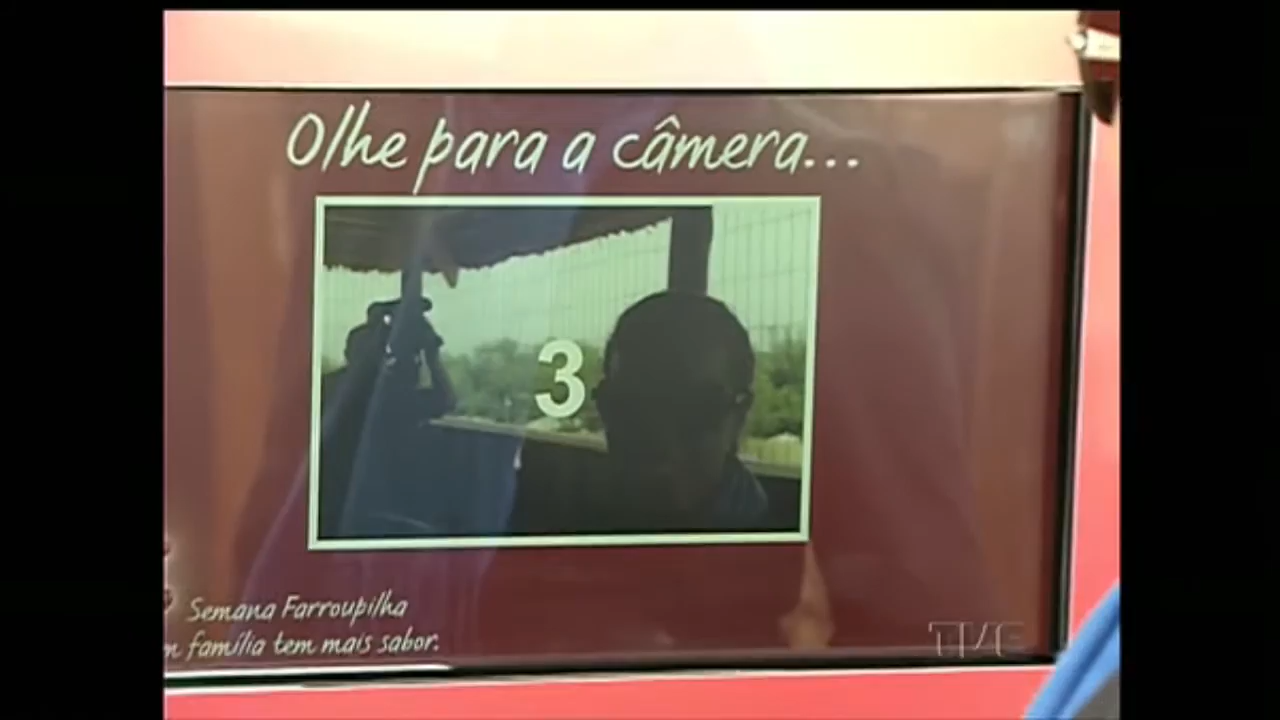 Olhe para a câmera...
3
Semana Farroupilha
família tem mais sabor.
TVE